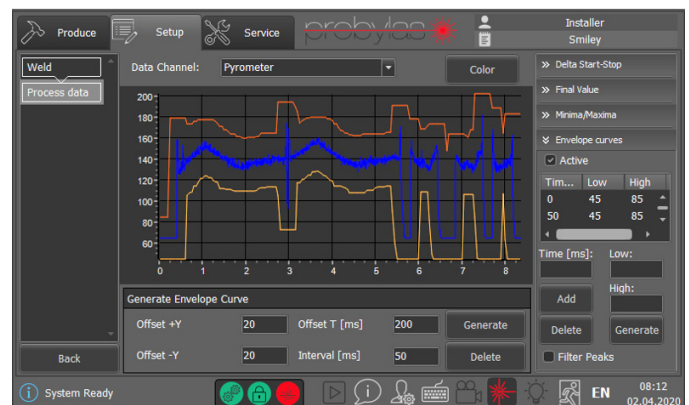 Produce
Setup
Service
probylas
Installer
Smiley
Weld
Process data
Back
Data Channel:
Pyrometer
Color
200
180
160
140
120
100
80
60
0 1 2 3 4 5 6 7 8
Generate Envelope Curve
Offset +Y
20
Offset T [ms]
200
Generate
Offset -Y
20
Interval [ms]
50
Delete
Delta Start-Stop
Final Value
Minima/Maxima
Envelope curves
Active
Tim... Low High
0 45 85
50 45 85
Time [ms]: Low:
High:
Add
Delete
Generate
Filter Peaks
System Ready
EN
08:12
02.04.2020